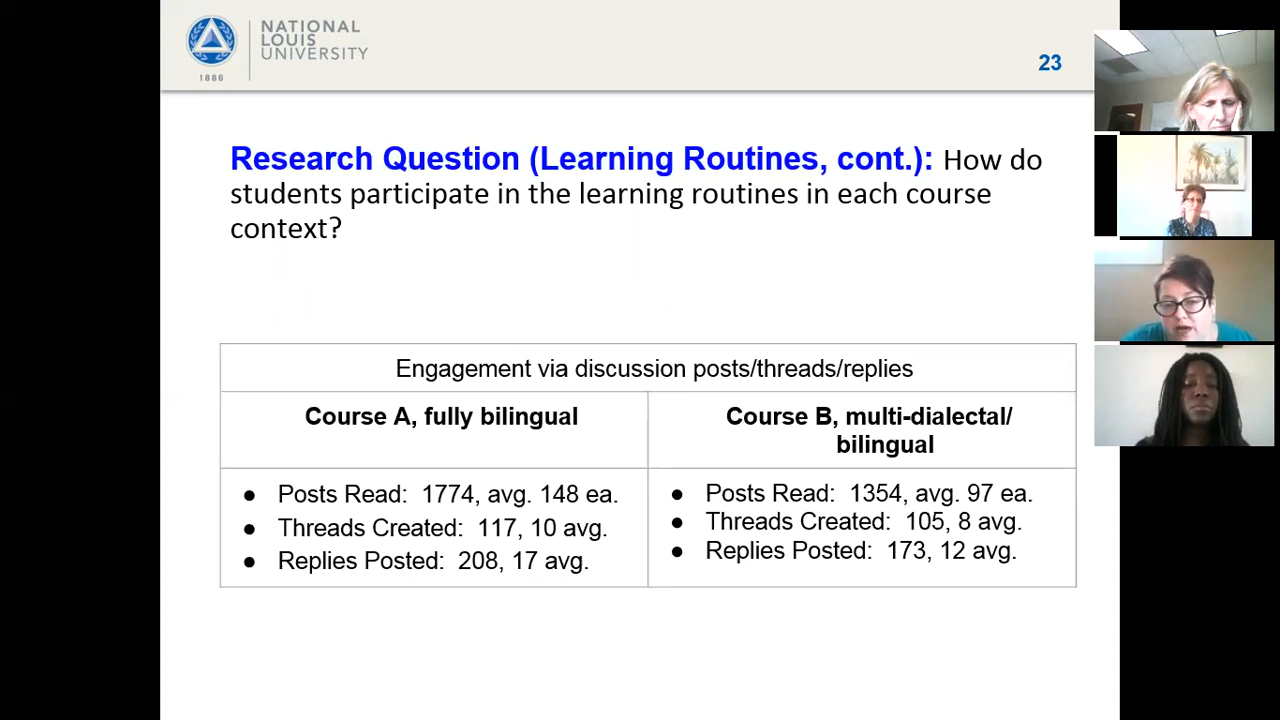 NATIONAL
LOUIS
UNIVERSITY
1886
23
Research Question (Learning Routines, cont.): How do
students participate in the learning routines in each course
context?
Engagement via discussion posts/threads/replies
Course A, fully bilingual
Course B, multi-dialectal/
bilingual
● Posts Read: 1774, avg. 148 ea.
● Threads Created: 117, 10 avg.
● Replies Posted: 208, 17 avg.
● Posts Read: 1354, avg. 97 ea.
● Threads Created: 105, 8 avg.
● Replies Posted: 173, 12 avg.